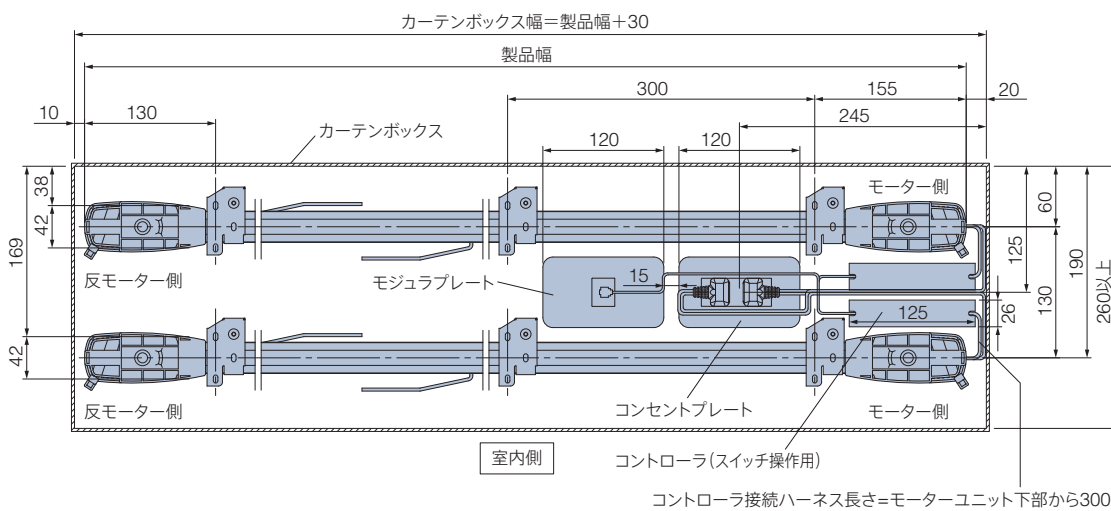 カーテンボックス幅＝製品幅＋30
製品幅
300
155
20
10
130
245
カーテンボックス
120
120
38
モーター側
60
42
169
反モーター側
モジュラプレート
15
125
130
190
260以上
26
125
42
反モーター側
コンセントプレート
モーター側
室内側
コントローラ（スイッチ操作用）
コントローラ接続ハーネス長さ=モーターユニット下部から300